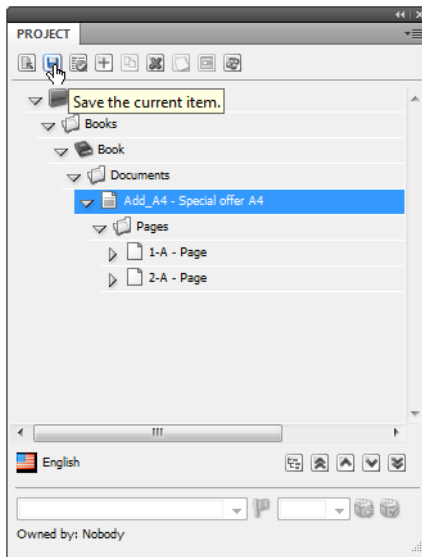 PROJECT
Save the current item.
Books
Book
Documents
Add_A4 - Special offer A4
Pages
1-A - Page
2-A - Page
English
Owned by: Nobody